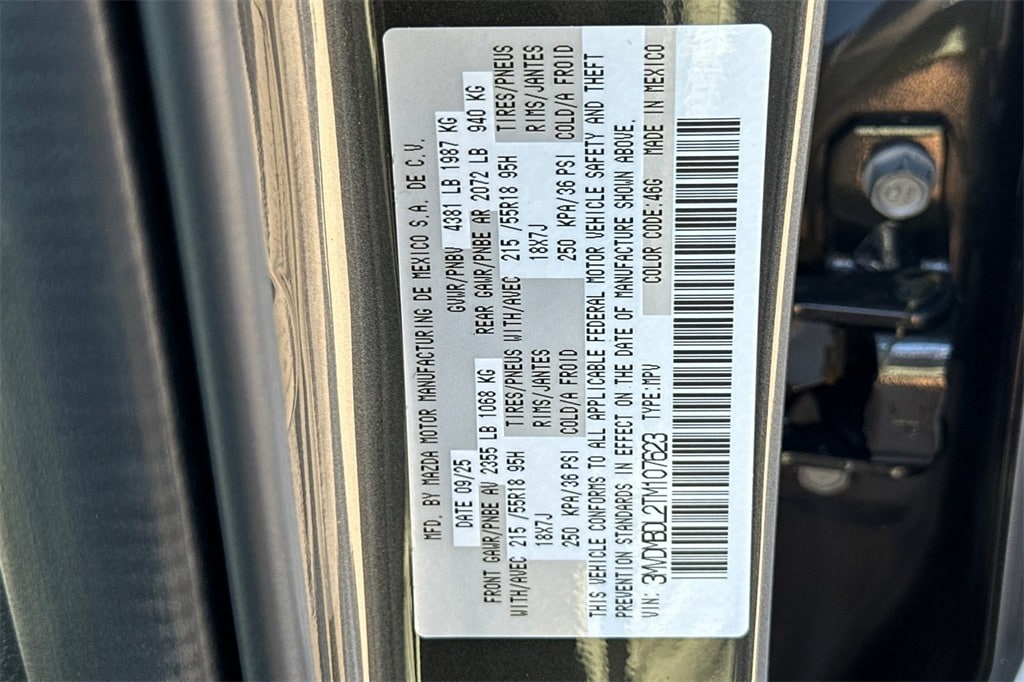 MFD. BY MAZDA MOTOR MANUFACTURING DE MEXICO S.A. DE C.V.
DATE 09/25 GVWR/PNBV 4381 LB 1987 KG
FRONT GAWR/PNBE AV 2355 LB 1068 KG REAR GAWR/PNBE AR 2072 LB 940 KG
WITH/AVEC 215 /55R18 95H TIRES/PNEUS WITH/AVEC 215 /55R18 95H TIRES/PNEUS
18X7J RIMS/JANTES 18X7J RIMS/JANTES
250 KPA/36 PSI COLD/A FROID 250 KPA/36 PSI COLD/A FROID
THIS VEHICLE CONFORMS TO ALL APPLICABLE FEDERAL MOTOR VEHICLE SAFETY AND THEFT
PREVENTION STANDARDS IN EFFECT ON THE DATE OF MANUFACTURE SHOWN ABOVE.
VIN: 3MVDMBDL2TM107623 TYPE:MPV COLOR CODE:46G MADE IN MEXICO